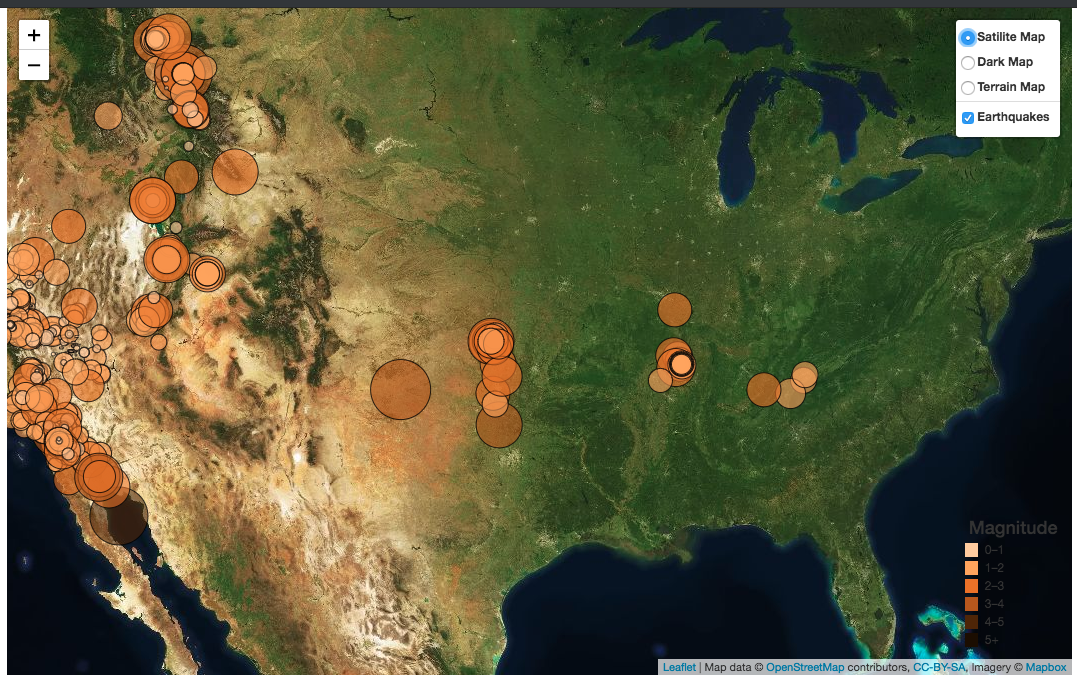 +
−
Satilite Map
Dark Map
Terrain Map
Earthquakes
Magnitude
0–1
1–2
2–3
3–4
4–5
5+
Leaflet | Map data © OpenStreetMap contributors, CC-BY-SA, Imagery © Mapbox